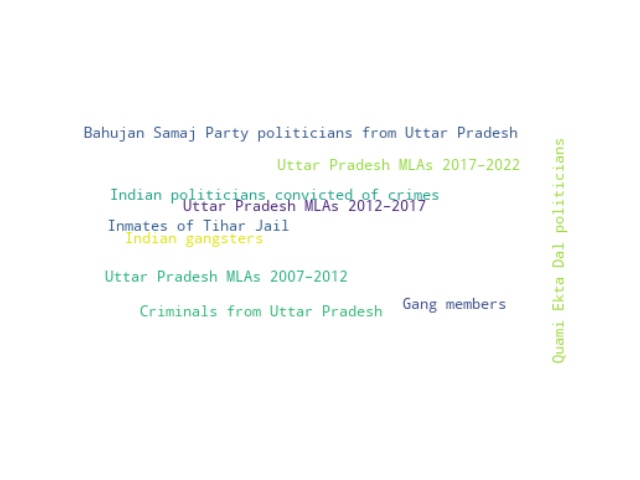 Bahujan Samaj Party politicians from Uttar Pradesh
Uttar Pradesh MLAs 2017–2022
Indian politicians convicted of crimes
Uttar Pradesh MLAs 2012–2017
Inmates of Tihar Jail
Indian gangsters
Uttar Pradesh MLAs 2007–2012
Gang members
Criminals from Uttar Pradesh
Quami Ekta Dal politicians